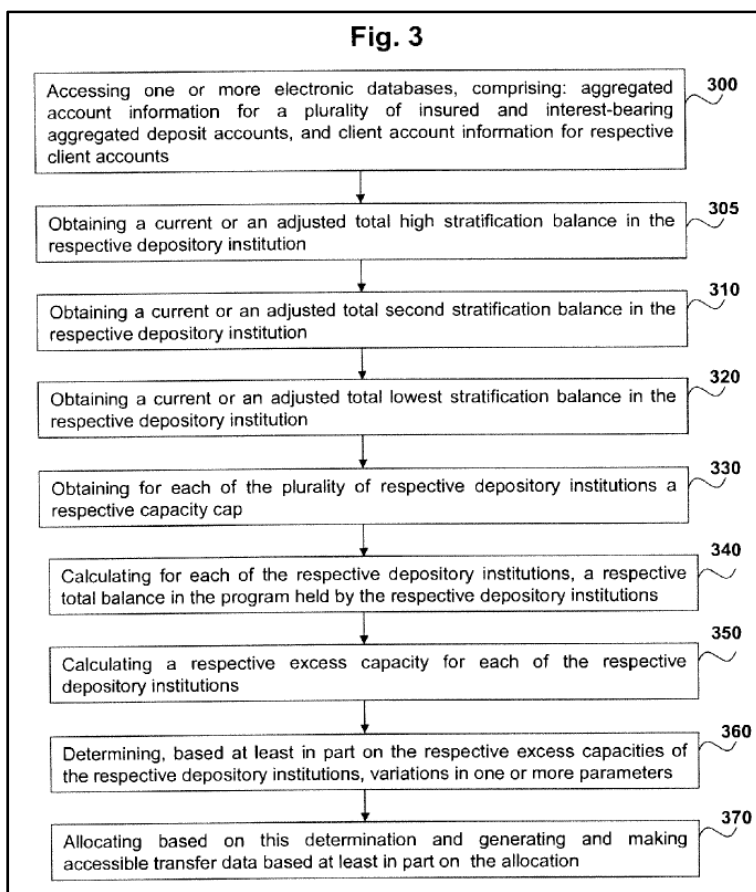 Fig. 3
Accessing one or more electronic databases, comprising: aggregated
account information for a plurality of insured and interest-bearing
aggregated deposit accounts, and client account information for respective
client accounts
300
Obtaining a current or an adjusted total high stratification balance in the
respective depository institution
305
Obtaining a current or an adjusted total second stratification balance in the
respective depository institution
310
Obtaining a current or an adjusted total lowest stratification balance in the
respective depository institution
320
Obtaining for each of the plurality of respective depository institutions a
respective capacity cap
330
Calculating for each of the respective depository institutions, a respective
total balance in the program held by the respective depository institutions
340
Calculating a respective excess capacity for each of the respective
depository institutions
350
Determining, based at least in part on the respective excess capacities of
the respective depository institutions, variations in one or more parameters
360
Allocating based on this determination and generating and making
accessible transfer data based at least in part on the allocation
370